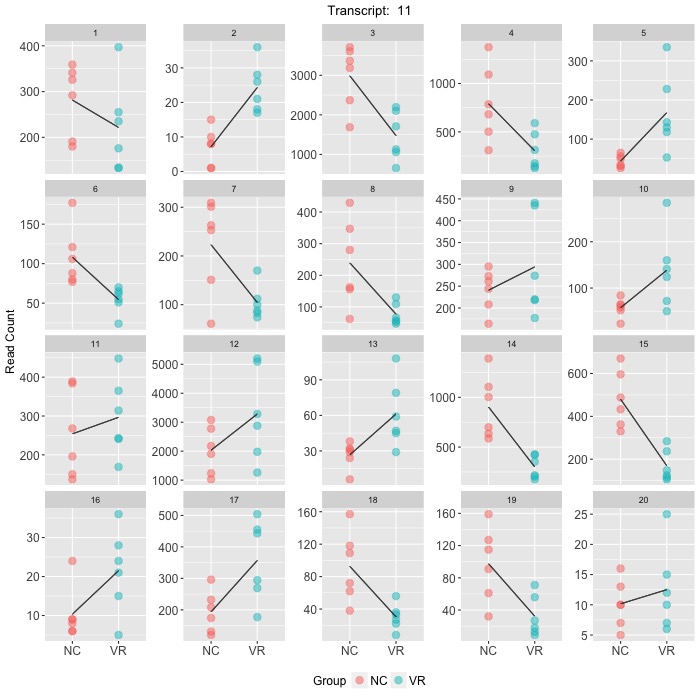 Transcript: 11
1 2 3 4 5
400 300 200
30 20 10 0
3000 2000 1000
1000 500
300 200 100
6 7 8 9 10
150 100 50
300 200 100
400 300 200 100
450 400 350 300 250 200
200 100
Read Count
11 12 13 14 15
400 300 200
5000 4000 3000 2000 1000
90 60 30
1000 500
600 400 200
16 17 18 19 20
30 20 10
500 400 300 200
160 120 80 40
160 120 80 40
25 20 15 10 5
NC VR NC VR NC VR NC VR NC VR
Group NC VR